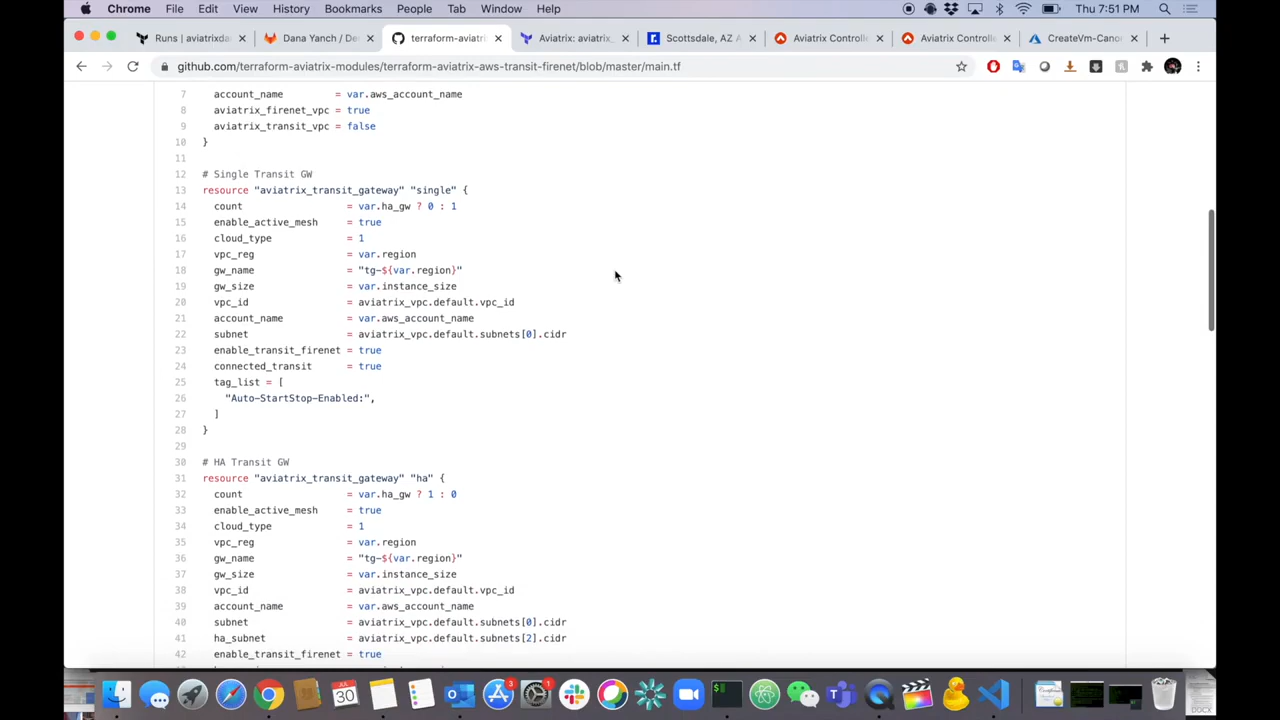 Chrome File Edit View History Bookmarks People Tab Window Help Thu 7:51 PM
Runs | aviatrixda Dana Yanch / De terraform-aviatrix Aviatrix: aviatrix_ Scottsdale, AZ A Aviatrix Controlle Aviatrix Controlle CreateVm-Cano
github.com/terraform-aviatrix-modules/terraform-aviatrix-aws-transit-firenet/blob/master/main.tf
7 account_name = var.aws_account_name
8 aviatrix_firenet_vpc = true
9 aviatrix_transit_vpc = false
10 }
11
12 # Single Transit GW
13 resource "aviatrix_transit_gateway" "single" {
14 count = var.ha_gw ? 0 : 1
15 enable_active_mesh = true
16 cloud_type = 1
17 vpc_reg = var.region
18 gw_name = "tg-${var.region}"
19 gw_size = var.instance_size
20 vpc_id = aviatrix_vpc.default.vpc_id
21 account_name = var.aws_account_name
22 subnet = aviatrix_vpc.default.subnets[0].cidr
23 enable_transit_firenet = true
24 connected_transit = true
25 tag_list = [
26 "Auto-StartStop-Enabled:",
27 ]
28 }
29
30 # HA Transit GW
31 resource "aviatrix_transit_gateway" "ha" {
32 count = var.ha_gw ? 1 : 0
33 enable_active_mesh = true
34 cloud_type = 1
35 vpc_reg = var.region
36 gw_name = "tg-${var.region}"
37 gw_size = var.instance_size
38 vpc_id = aviatrix_vpc.default.vpc_id
39 account_name = var.aws_account_name
40 subnet = aviatrix_vpc.default.subnets[0].cidr
41 ha_subnet = aviatrix_vpc.default.subnets[2].cidr
42 enable_transit_firenet = true
JUL
30
3
1
DOCX